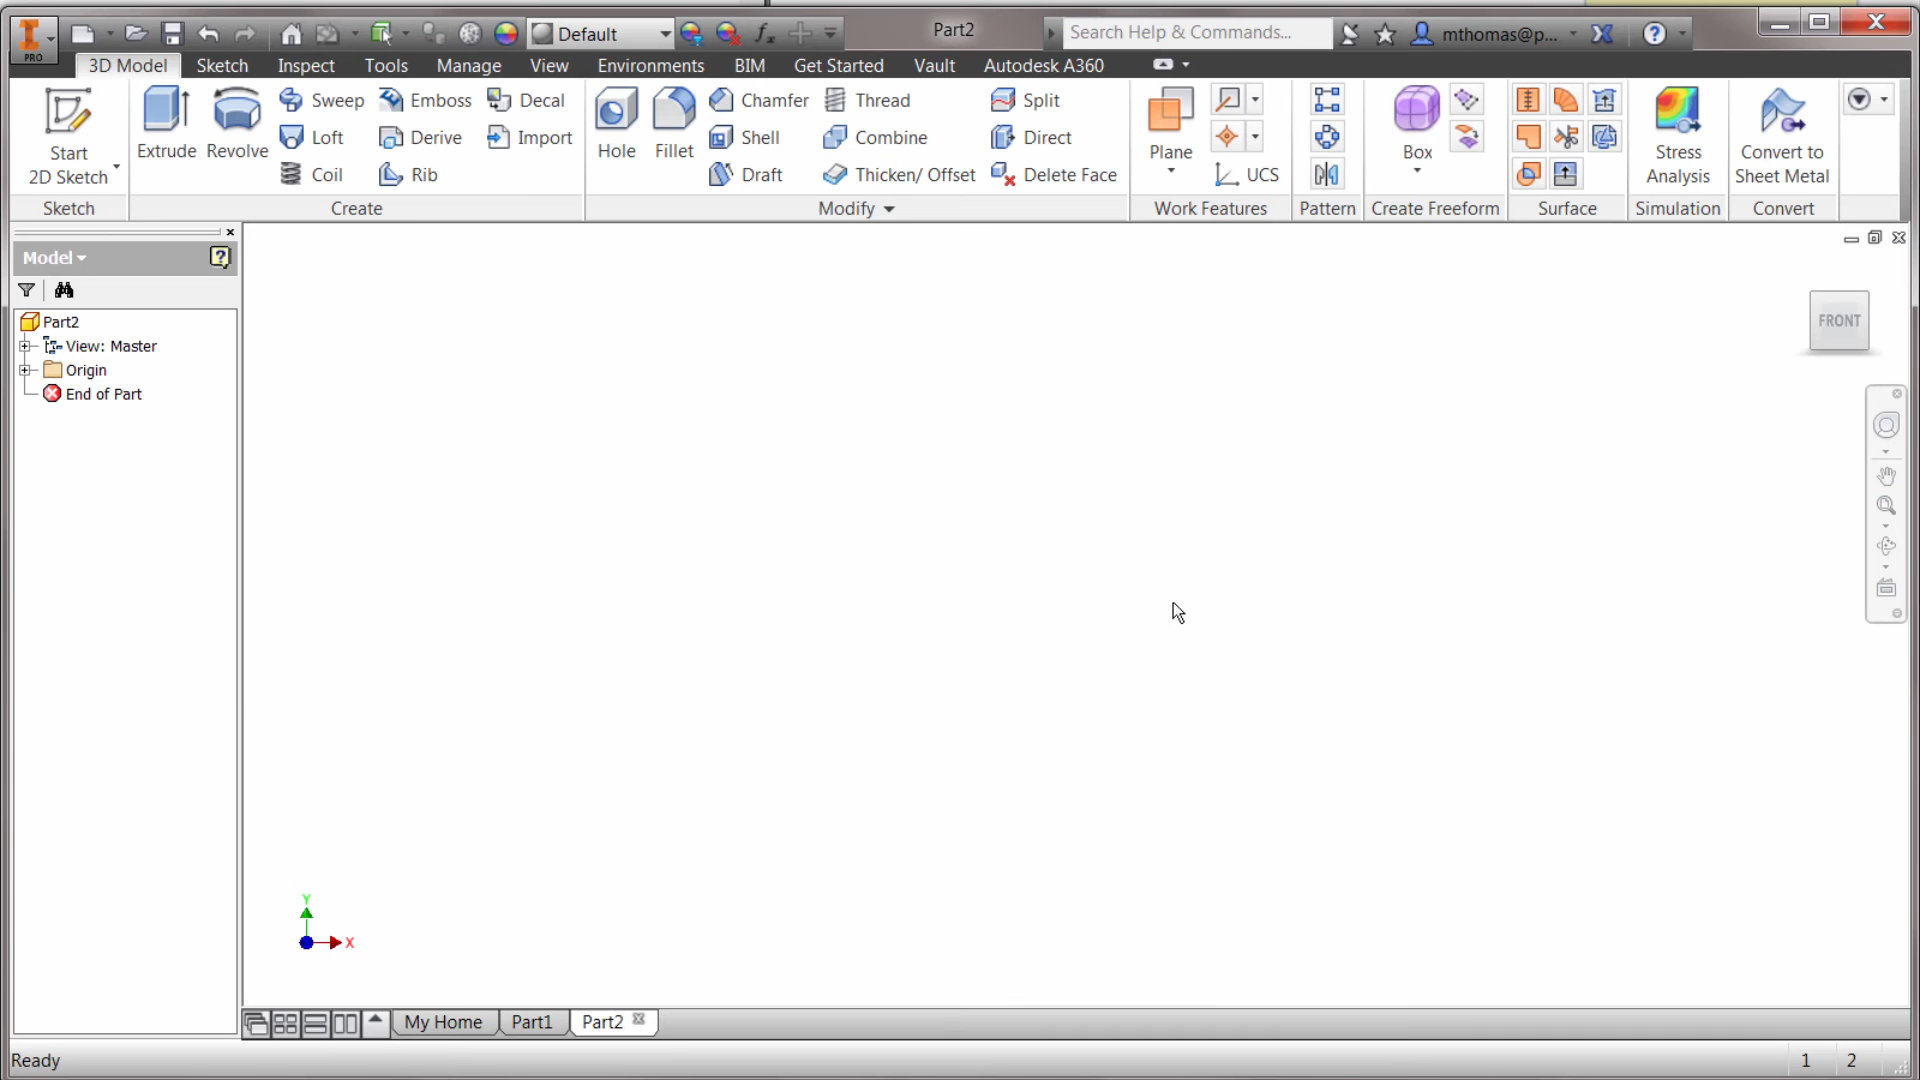 PRO
Default
Part2
Search Help & Commands...
mthomas@p...
3D Model Sketch Inspect Tools Manage View Environments BIM Get Started Vault Autodesk A360
Start
2D Sketch
Extrude
Revolve
Sweep
Loft
Coil
Emboss
Derive
Rib
Decal
Import
Hole
Fillet
Chamfer
Shell
Draft
Thread
Combine
Thicken/ Offset
Split
Direct
Delete Face
Plane
UCS
Box
Stress
Analysis
Convert to
Sheet Metal
Sketch Create Modify Work Features Pattern Create Freeform Surface Simulation Convert
Model
Part2
View: Master
Origin
End of Part
FRONT
Y
X
My Home Part1 Part2
Ready
1 2